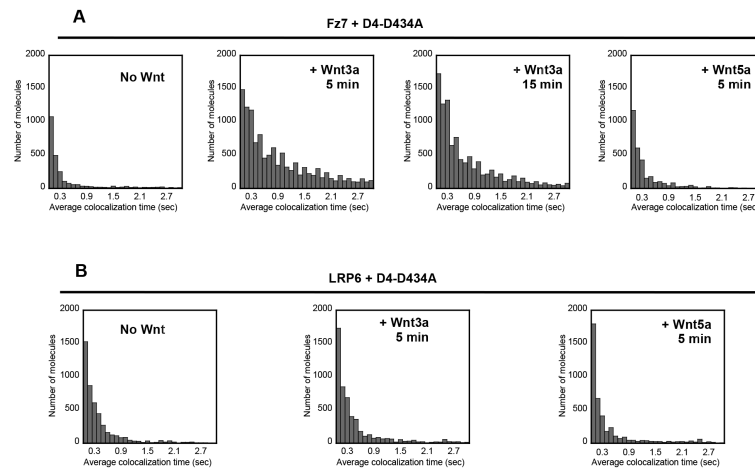 A
Fz7 + D4-D434A
2000
1500
1000
500
0
Number of molecules
No Wnt
0.3 0.9 1.5 2.1 2.7
Average colocalization time (sec)
2000
1500
1000
500
0
Number of molecules
+ Wnt3a
5 min
0.3 0.9 1.5 2.1 2.7
Average colocalization time (sec)
2000
1500
1000
500
0
Number of molecules
+ Wnt3a
15 min
0.3 0.9 1.5 2.1 2.7
Average colocalization time (sec)
2000
1500
1000
500
0
Number of molecules
+ Wnt5a
5 min
0.3 0.9 1.5 2.1 2.7
Average colocalization time (sec
B
LRP6 + D4-D434A
2000
1500
1000
500
0
Number of molecules
No Wnt
0.3 0.9 1.5 2.1 2.7
Average colocalization time (sec)
2000
1500
1000
500
0
Number of molecules
+ Wnt3a
5 min
0.3 0.9 1.5 2.1 2.7
Average colocalization time (sec)
2000
1500
1000
500
0
Number of molecules
+ Wnt5a
5 min
0.3 0.9 1.5 2.1 2.7
Average colocalization time (sec)